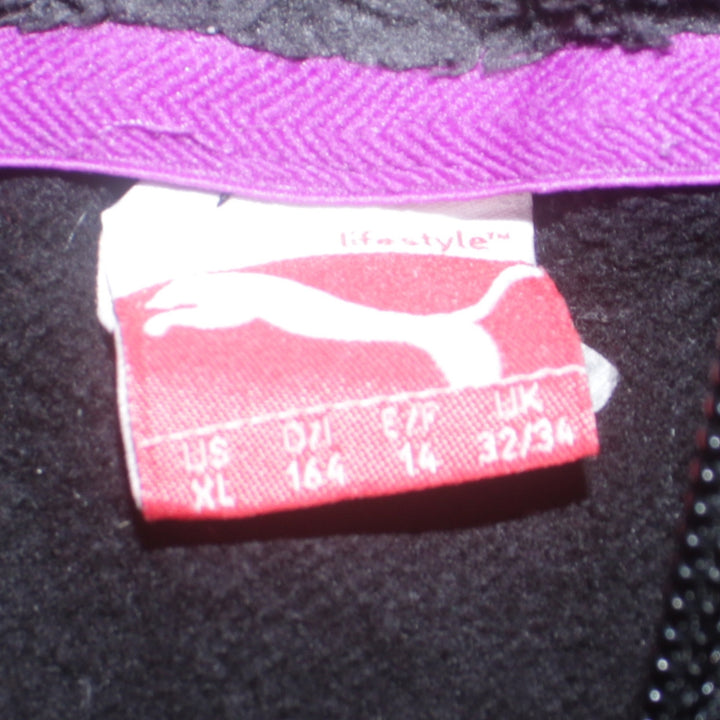 lifestyle™
US D/I E/F UK
XL 164 14 32/34